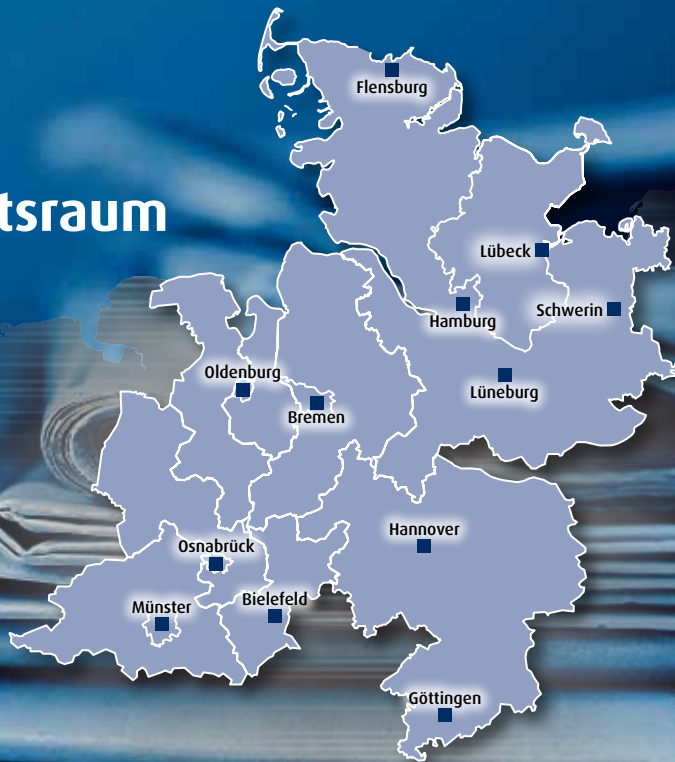 Flensburg
tsraum
Lübeck
Schwerin
Hamburg
Oldenburg
Lüneburg
Bremen
Hannover
Osnabrück
Bielefeld
Münster
Göttingen